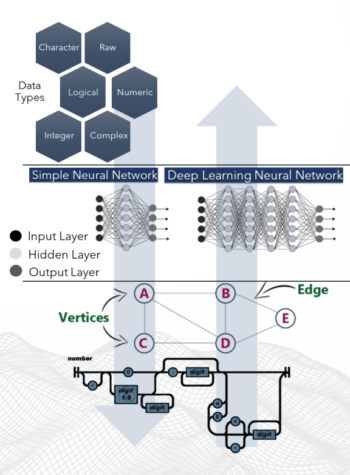 Character
Raw
Data
Types
Logical
Numeric
Integer
Complex
Simple Neural Network
Deep Learning Neural Network
Input Layer
Hidden Layer
Output Layer
A
B
Edge
Vertices
E
C
D
number
0
digit
1-9
digit
digit
digit